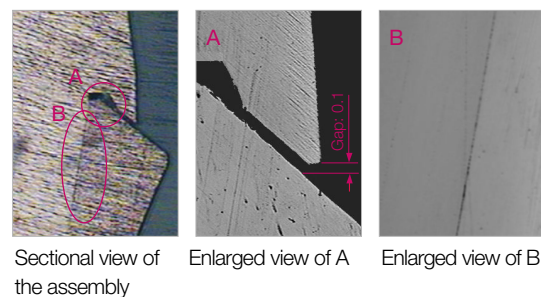 A
B
A
Gap: 0.1
B
Sectional view of
the assembly
Enlarged view of A
Enlarged view of B